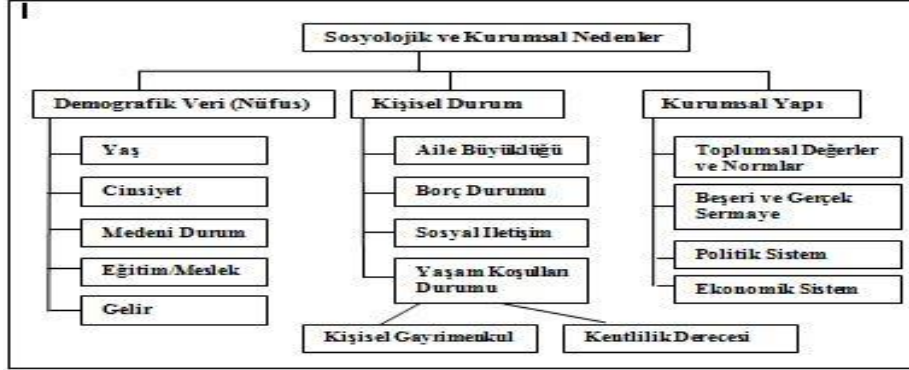 Sosyolojik ve Kurumsal Nedenler
Demografik Veri (Nüfus)
Yaş
Cinsiyet
Medeni Durum
Eğitim/Meslek
Gelir
Kişisel Durum
Aile Büyüklüğü
Borç Durumu
Sosyal Iletişim
Yaşam Koşulları
Durumu
Kişisel Gayrimenkul
Kentlilik Derecesi
Kurumsal Yapı
Toplumsal Değerler
ve Normlar
Beşeri ve Gerçek
Sermaye
Politik Sistem
Ekonomik Sistem